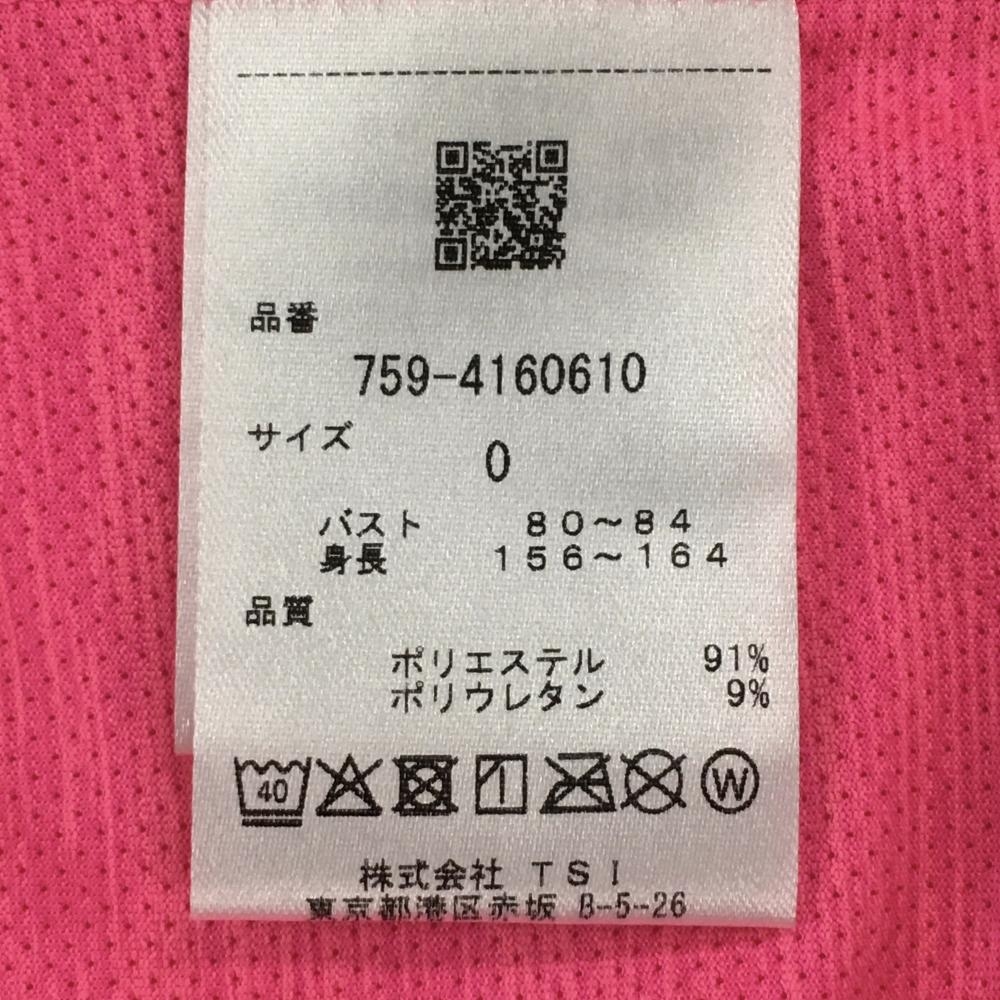 品番
759-4160610
サイズ
0
バスト 80～84
身長 156～164
品質
ポリエステル 91%
ポリウレタン 9%
40 W
株式会社 TSI
東京都港区赤坂 8-5-26